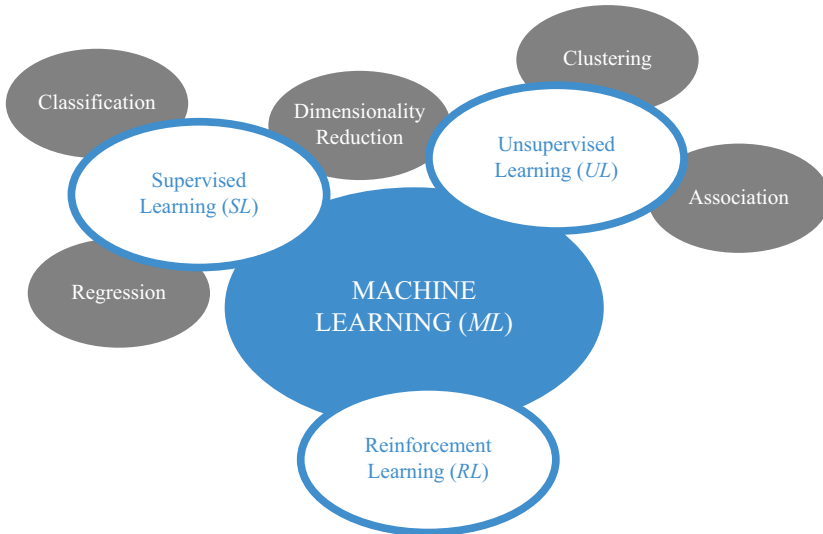 Clustering
Classification
Dimensionality
Reduction
Unsupervised
Learning (UL)
Supervised
Learning (SL)
Association
Regression
MACHINE
LEARNING (ML)
Reinforcement
Learning (RL)